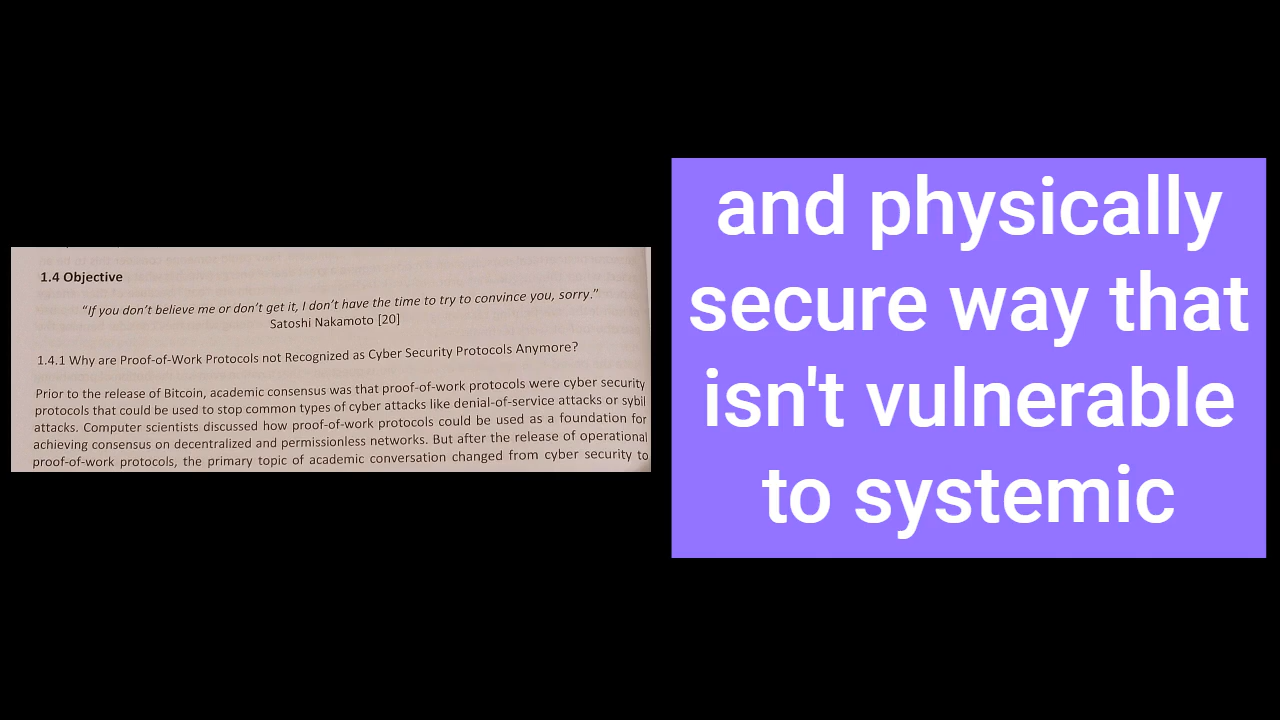 1.4 Objective
“If you don’t believe me or don’t get it, I don’t have the time to try to convince you, sorry.”
Satoshi Nakamoto [20]
1.4.1 Why are Proof-of-Work Protocols not Recognized as Cyber Security Protocols Anymore?
Prior to the release of Bitcoin, academic consensus was that proof-of-work protocols were cyber security
protocols that could be used to stop common types of cyber attacks like denial-of-service attacks or sybil
attacks. Computer scientists discussed how proof-of-work protocols could be used as a foundation for
achieving consensus on decentralized and permissionless networks. But after the release of operational
proof-of-work protocols, the primary topic of academic conversation changed from cyber security to
and physically
secure way that
isn't vulnerable
to systemic